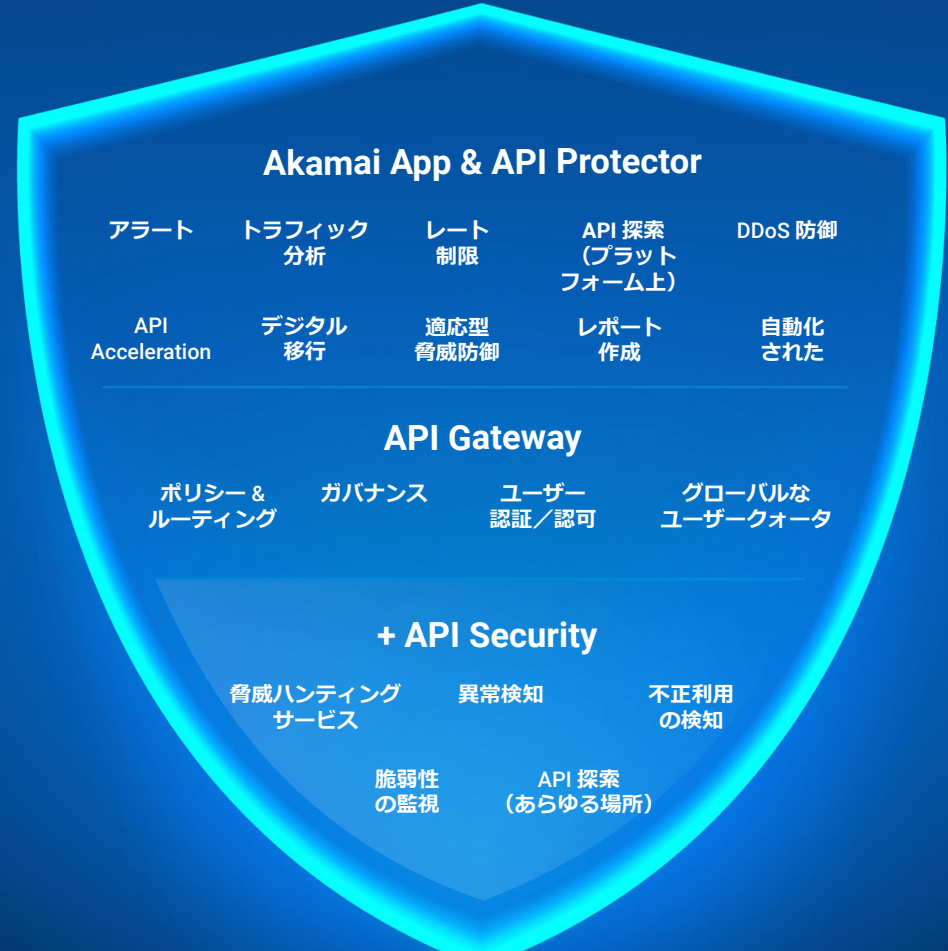 Akamai App & API Protector
アラート
トラフィック
分析
レート
制限
API 探索
（プラット
フォーム上）
DDoS 防御
API
Acceleration
デジタル
移行
適応型
脅威防御
レポート
作成
自動化
された
API Gateway
ポリシー &
ルーティング
ガバナンス
ユーザー
認証／認可
グローバルな
ユーザークォータ
+ API Security
脅威ハンティング
サービス
異常検知
不正利用
の検知
脆弱性
の監視
API 探索
（あらゆる場所）